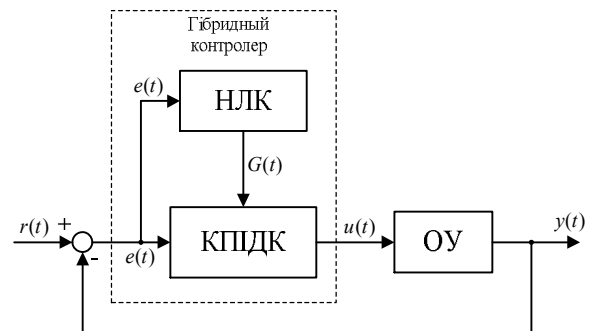 Гібридный
контролер
e(t)
НЛК
G(t)
r(t) +
-
e(t)
КПІДК
u(t)
ОУ
y(t)